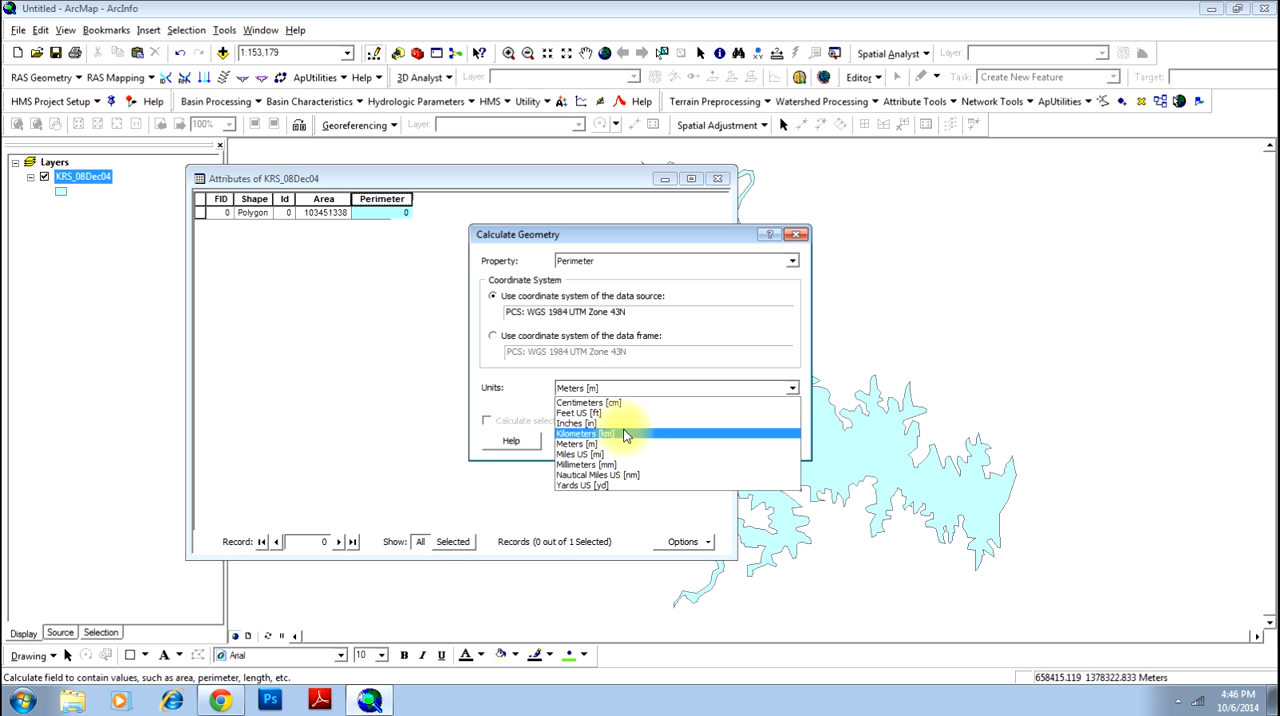 Untitled - ArcMap - ArcInfo
File Edit View Bookmarks Insert Selection Tools Window Help
1:153,179 Spatial Analyst Layer:
RAS Geometry RAS Mapping ApUtilities Help 3D Analyst Layer: Editor Task: Create New Feature Target:
HMS Project Setup Help Basin Processing Basin Characteristics Hydrologic Parameters HMS Utility Help Terrain Preprocessing Watershed Processing Attribute Tools Network Tools ApUtilities
100% Georeferencing Layer: Spatial Adjustment
Layers
KRS_08Dec04
Attributes of KRS_08Dec04
FID Shape Id Area Perimeter
0 Polygon 0 103451338 0
Calculate Geometry
Property: Perimeter
Coordinate System
Use coordinate system of the data source:
PCS: WGS 1984 UTM Zone 43N
Use coordinate system of the data frame:
PCS: WGS 1984 UTM Zone 43N
Units: Meters [m]
Centimeters [cm]
Feet US [ft]
Calculate selec
Inches [in]
Kilometers [km]
Help
Meters [m]
Miles US [mi]
Millimeters [mm]
Nautical Miles US [nm]
Yards US [yd]
Record: 0 Show: All Selected Records (0 out of 1 Selected) Options
Display Source Selection
Drawing Arial 10 B I U A
Calculate field to contain values, such as area, perimeter, length, etc. 658415.119 1378322.833 Meters
4:46 PM
10/6/2014